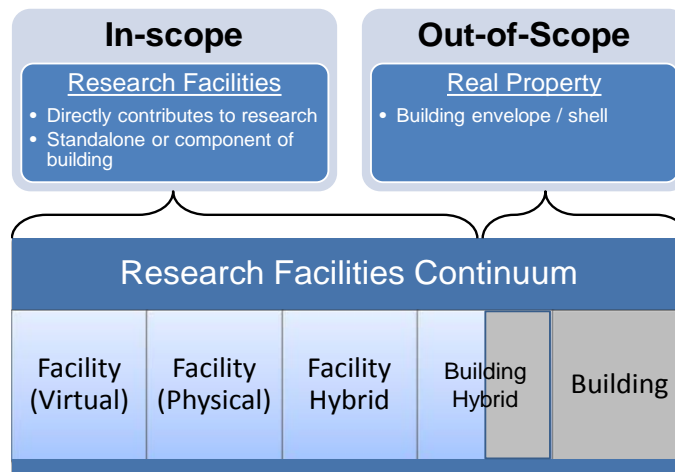 In-scope
Research Facilities
• Directly contributes to research
• Standalone or component of
building
Out-of-Scope
Real Property
• Building envelope / shell
Research Facilities Continuum
Facility
(Virtual)
Facility
(Physical)
Facility
Hybrid
Building
Hybrid
Building